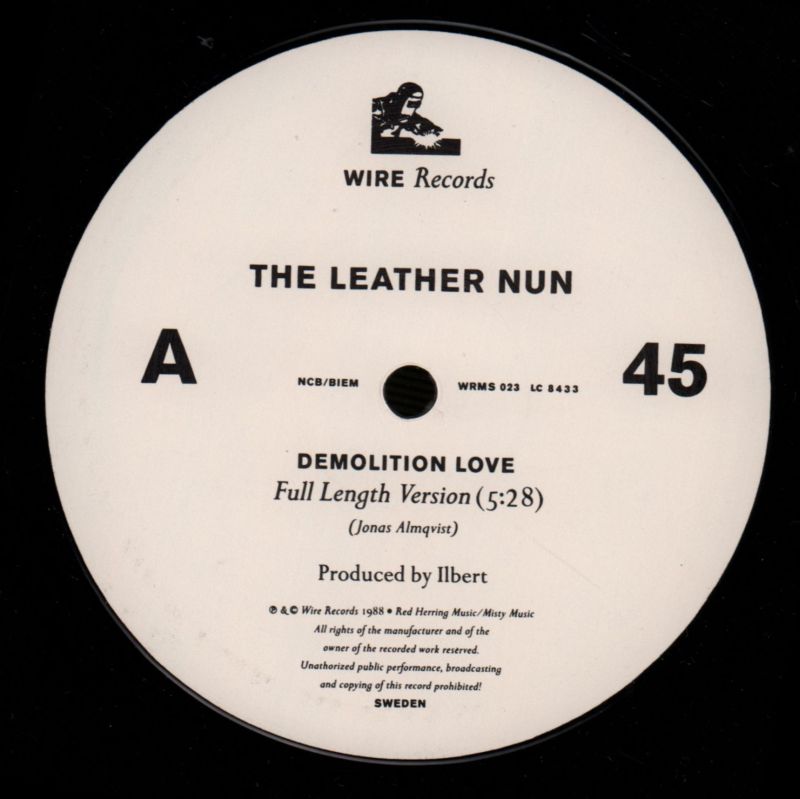 WIRE Records
THE LEATHER NUN
A
45
NCB/BIEM
WRMS 023 LC 8433
DEMOLITION LOVE
Full Length Version (5:28)
(Jonas Almqvist)
Produced by Ilbert
℗ & © Wire Records 1988 • Red Herring Music/Misty Music
All rights of the manufacturer and of the
owner of the recorded work reserved.
Unathorized public performance, broadcasting
and copying of this record prohibited!
SWEDEN